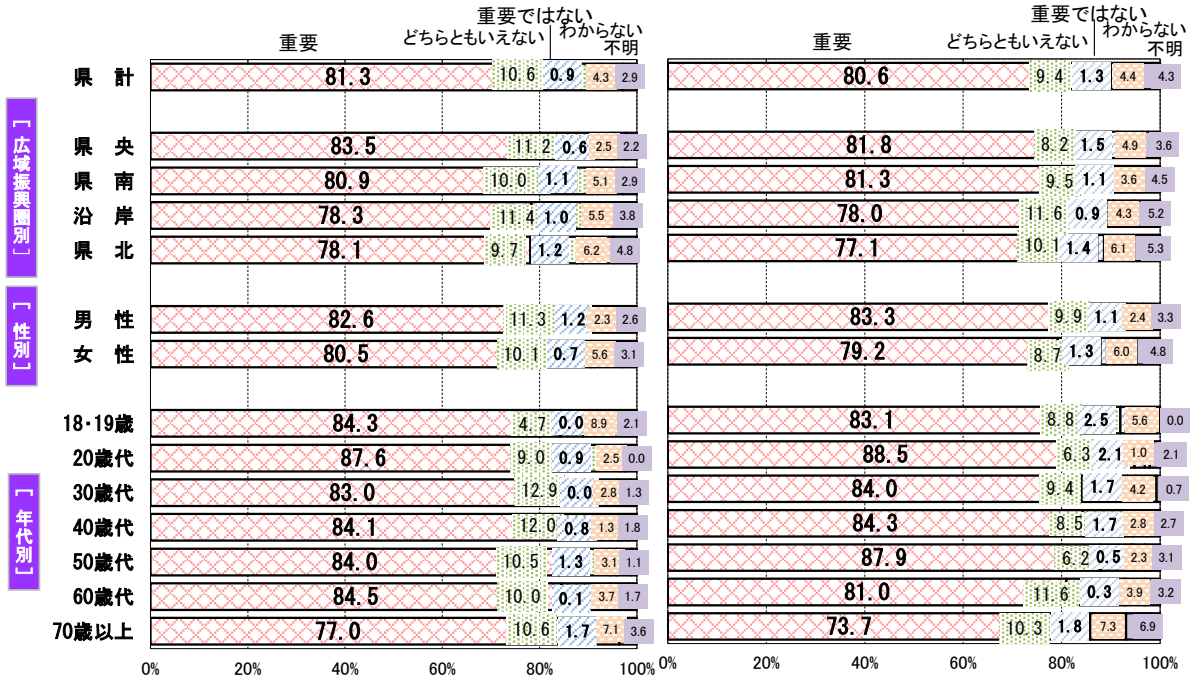 重要 どちらともいえない 重要ではない わからない 不明
重要 どちらともいえない 重要ではない わからない 不明
県 計 81.3 10.6 0.9 4.3 2.9 80.6 9.4 1.3 4.4 4.3
[広域振興圏別]
県 央 83.5 11.2 0.6 2.5 2.2 81.8 8.2 1.5 4.9 3.6
県 南 80.9 10.0 1.1 5.1 2.9 81.3 9.5 1.1 3.6 4.5
沿 岸 78.3 11.4 1.0 5.5 3.8 78.0 11.6 0.9 4.3 5.2
県 北 78.1 9.7 1.2 6.2 4.8 77.1 10.1 1.4 6.1 5.3
[性別]
男 性 82.6 11.3 1.2 2.3 2.6 83.3 9.9 1.1 2.4 3.3
女 性 80.5 10.1 0.7 5.6 3.1 79.2 8.7 1.3 6.0 4.8
[年代別]
18・19歳 84.3 4.7 0.0 8.9 2.1 83.1 8.8 2.5 5.6 0.0
20歳代 87.6 9.0 0.9 2.5 0.0 88.5 6.3 2.1 1.0 2.1
30歳代 83.0 12.9 0.0 2.8 1.3 84.0 9.4 1.7 4.2 0.7
40歳代 84.1 12.0 0.8 1.3 1.8 84.3 8.5 1.7 2.8 2.7
50歳代 84.0 10.5 1.3 3.1 1.1 87.9 6.2 0.5 2.3 3.1
60歳代 84.5 10.0 0.1 3.7 1.7 81.0 11.6 0.3 3.9 3.2
70歳以上 77.0 10.6 1.7 7.1 3.6 73.7 10.3 1.8 7.3 6.9
0% 20% 40% 60% 80% 100% 0% 20% 40% 60% 80% 100%